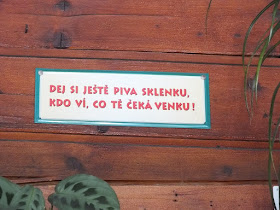 DEJ SI JEŠTĚ PIVA SKLENKU,
KDO VÍ, CO TĚ ČEKÁ VENKU!